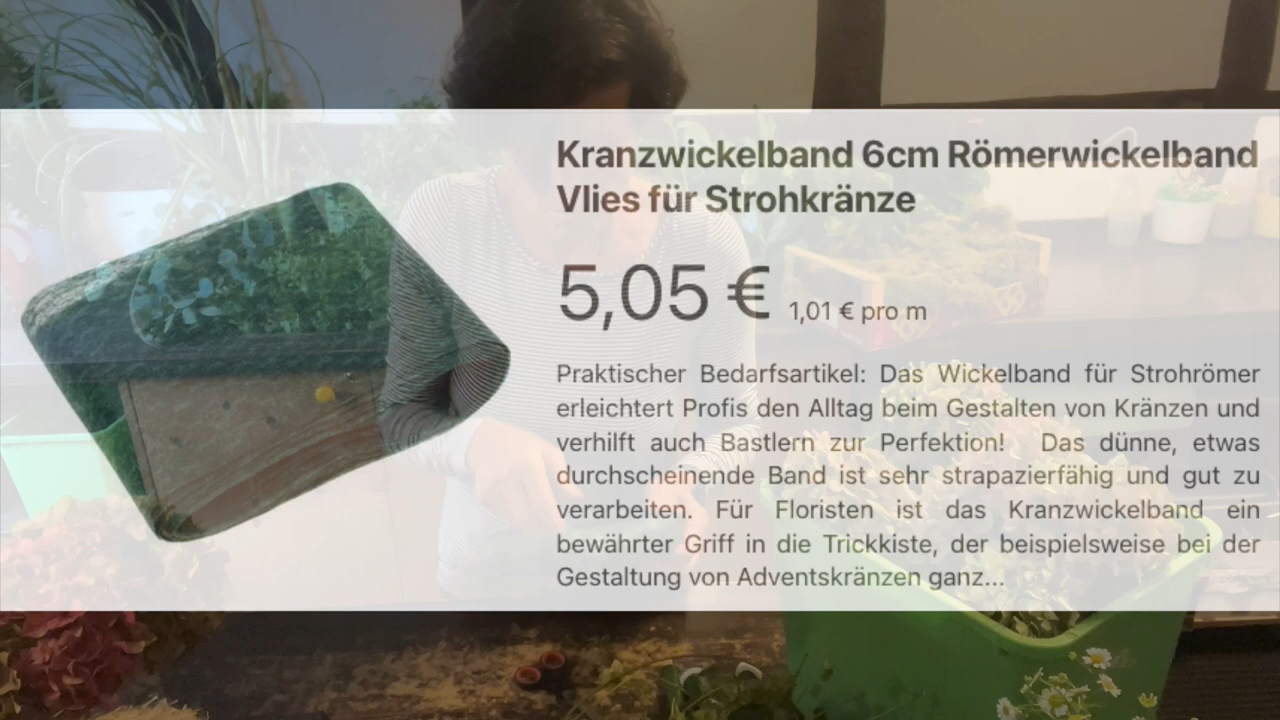 Kranzwickelband 6cm Römerwickelband
Vlies für Strohkränze
5,05 € 1,01 € pro m
Praktischer Bedarfsartikel: Das Wickelband für Strohrömer
erleichtert Profis den Alltag beim Gestalten von Kränzen und
verhilft auch Bastlern zur Perfektion! Das dünne, etwas
durchscheinende Band ist sehr strapazierfähig und gut zu
verarbeiten. Für Floristen ist das Kranzwickelband ein
bewährter Griff in die Trickkiste, der beispielsweise bei der
Gestaltung von Adventskränzen ganz...